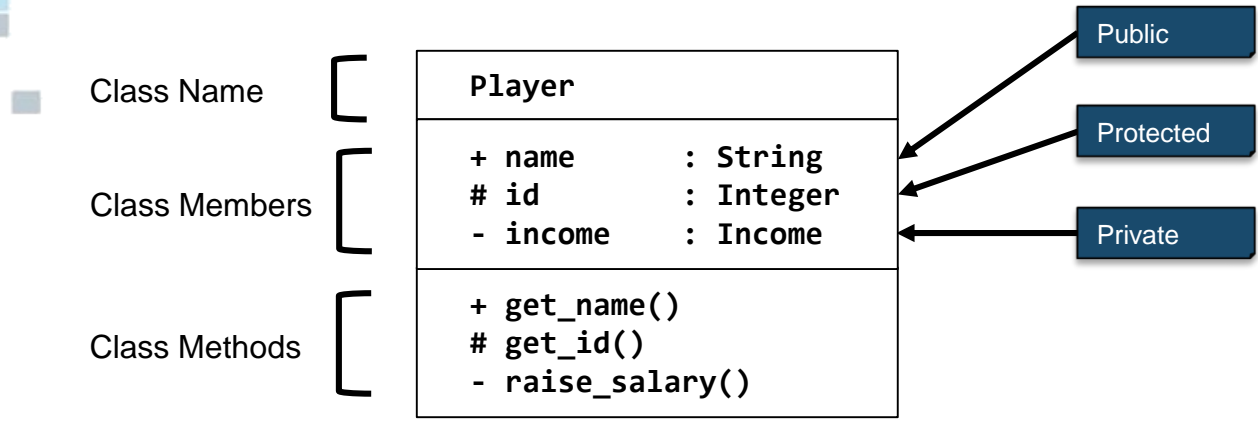 Public
Class Name
Player
Protected
Class Members
+ name : String
# id : Integer
- income : Income
Private
Class Methods
+ get_name()
# get_id()
- raise_salary()